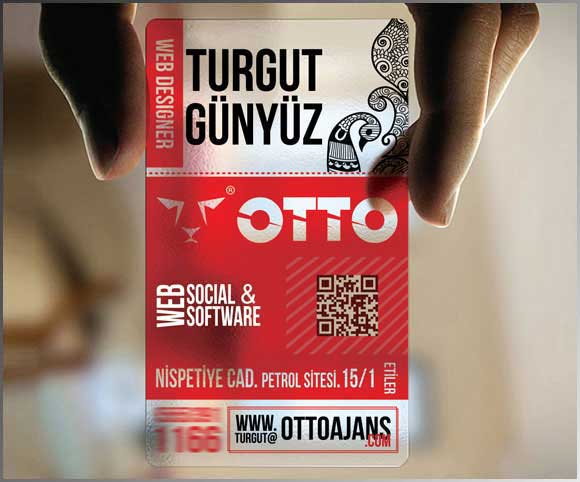 WEB DESIGNER
TURGUT
GÜNYÜZ
®
OTTO
WEB
SOCIAL &
SOFTWARE
NİSPETİYE CAD. PETROL SİTESİ.15/1
ETİLER
1166
WWW.
TURGUT@
OTTOAJANS
.COM